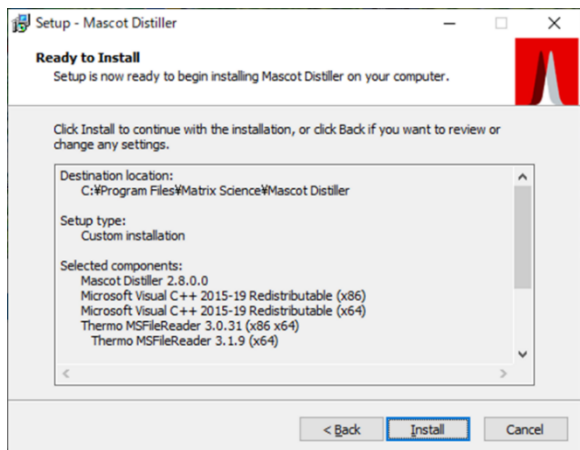 Setup - Mascot Distiller
Ready to Install
Setup is now ready to begin installing Mascot Distiller on your computer.
Click Install to continue with the installation, or click Back if you want to review or
change any settings.
Destination location:
C:¥Program Files¥Matrix Science¥Mascot Distiller
Setup type:
Custom installation
Selected components:
Mascot Distiller 2.8.0.0
Microsoft Visual C++ 2015-19 Redistributable (x86)
Microsoft Visual C++ 2015-19 Redistributable (x64)
Thermo MSFileReader 3.0.31 (x86 x64)
Thermo MSFileReader 3.1.9 (x64)
< Back Install Cancel